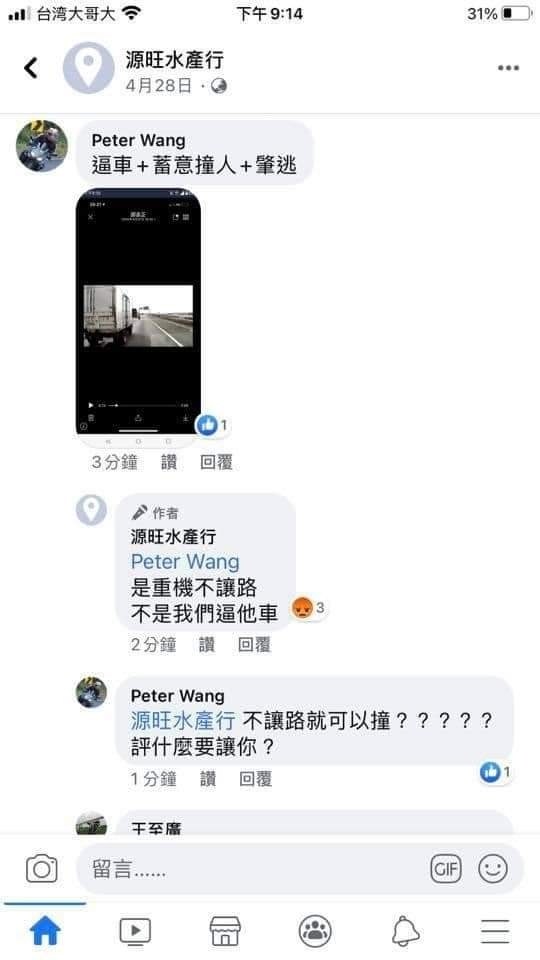 台湾大哥大
下午 9:14
31%
源旺水產行
4月28日
Peter Wang
逼車+蓄意撞人+肇逃
1
3分鐘 讚 回覆
作者
源旺水產行
Peter Wang
是重機不讓路
不是我們逼他車
3
2分鐘 讚 回覆
Peter Wang
源旺水產行 不讓路就可以撞？？？？？
評什麼要讓你？
1
1分鐘 讚 回覆
王至廣
留言……
GIF